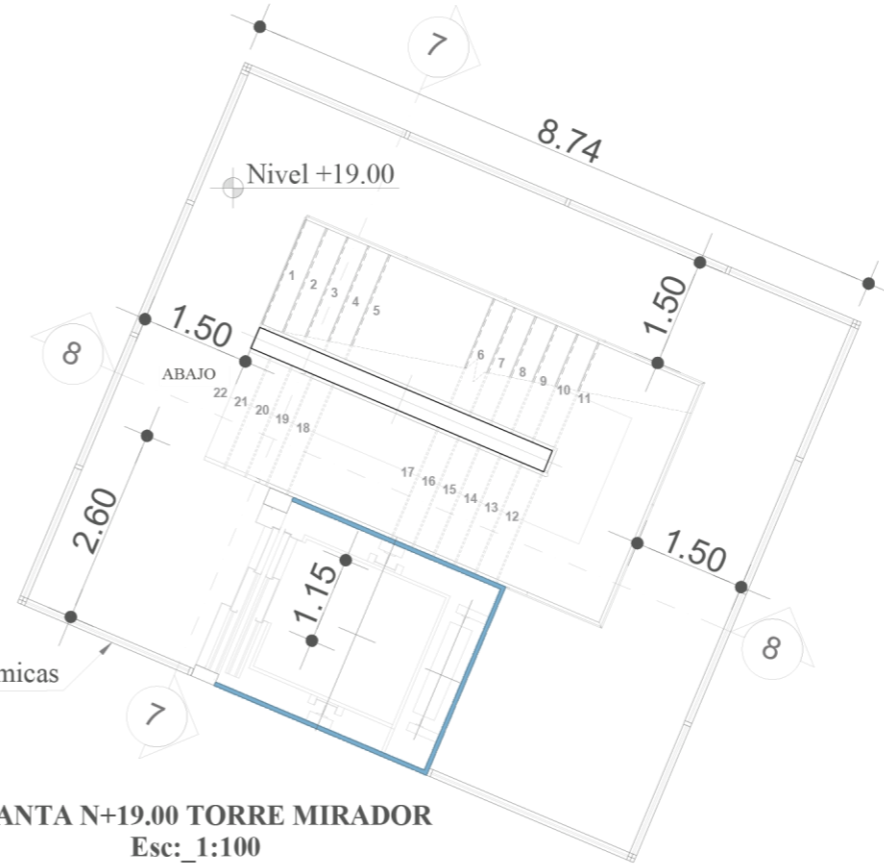 7
8.74
Nivel +19.00
1.50
1 2 3 4 5
1.50
6 7 8 9 10 11
8
ABAJO
22 21 20 19 18
17 16 15 14 13 12
2.60
1.50
1.15
8
micas
7
ANTA N+19.00 TORRE MIRADOR
Esc:_1:100